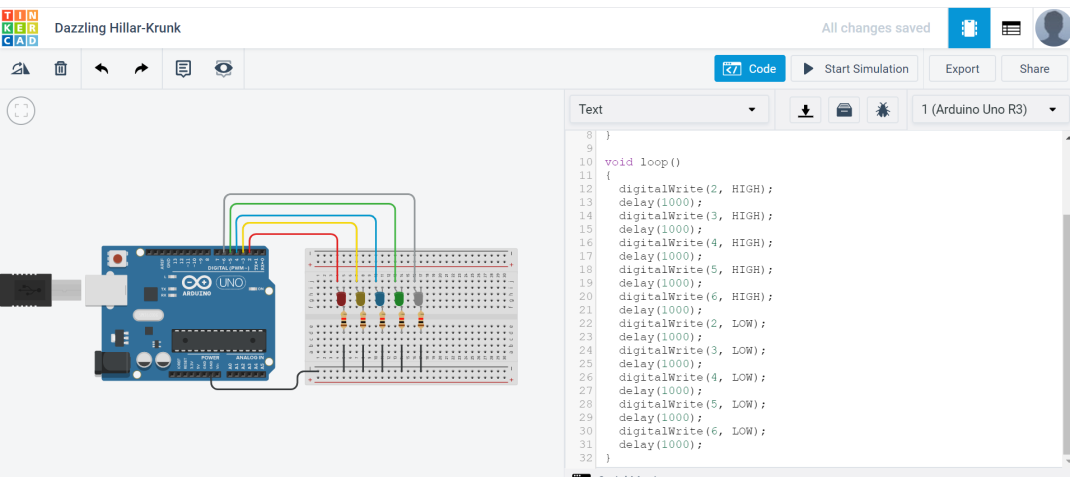 TIN
KER
CAD
Dazzling Hillar-Krunk
All changes saved
Code
Start Simulation
Export
Share
Text
1 (Arduino Uno R3)
8 }
9
10 void loop()
11 {
12 digitalWrite(2, HIGH);
13 delay(1000);
14 digitalWrite(3, HIGH);
15 delay(1000);
16 digitalWrite(4, HIGH);
17 delay(1000);
18 digitalWrite(5, HIGH);
19 delay(1000);
20 digitalWrite(6, HIGH);
21 delay(1000);
22 digitalWrite(2, LOW);
23 delay(1000);
24 digitalWrite(3, LOW);
25 delay(1000);
26 digitalWrite(4, LOW);
27 delay(1000);
28 digitalWrite(5, LOW);
29 delay(1000);
30 digitalWrite(6, LOW);
31 delay(1000);
32 }
DIGITAL (PWM~)
UNO
ARDUINO
POWER
ANALOG IN